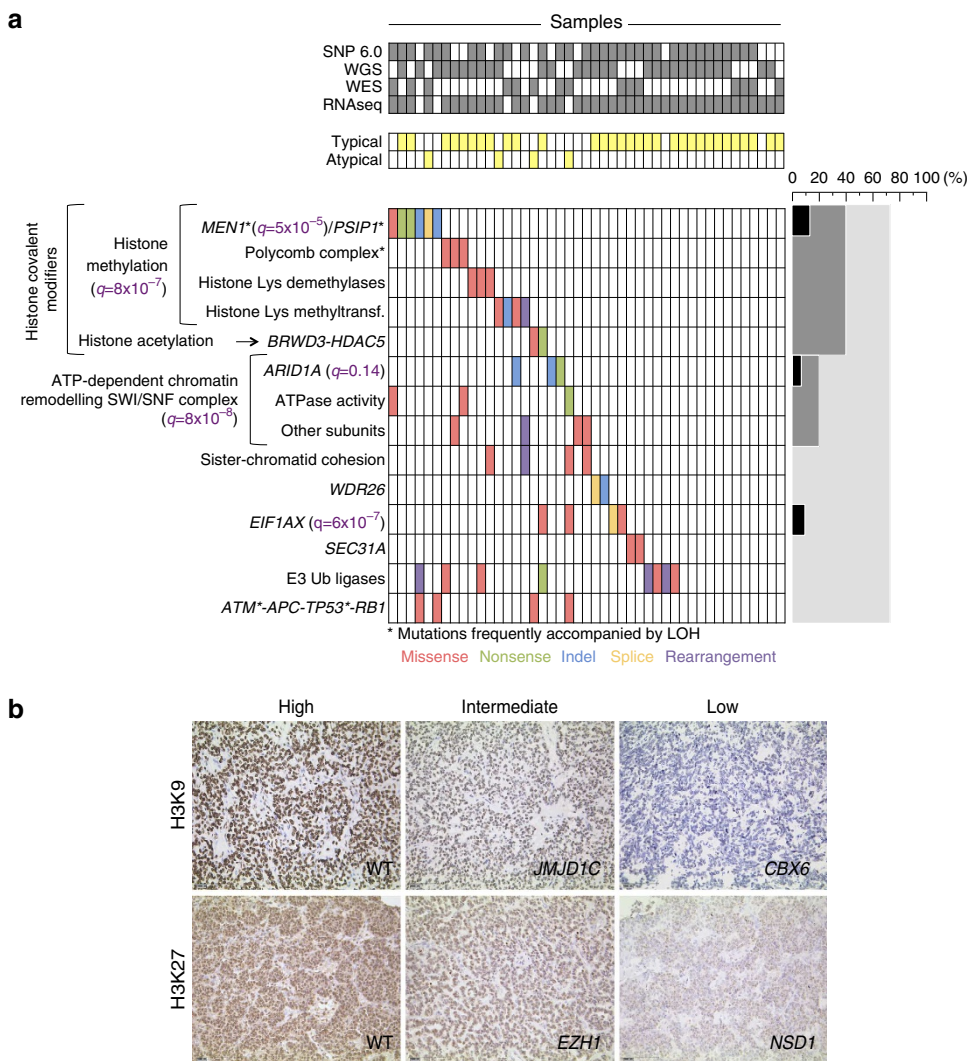 a
Samples
SNP 6.0
WGS
WES
RNAseq
Typical
Atypical
0 20 40 60 80 100 (%)
Histone covalent
modifiers
Histone
methylation
(q=8x10⁻⁷)
Histone acetylation
ATP-dependent chromatin
remodelling SWI/SNF complex
(q=8x10⁻⁸)
MEN1*(q=5x10⁻⁵)/PSIP1*
Polycomb complex*
Histone Lys demethylases
Histone Lys methyltransf.
→ BRWD3-HDAC5
ARID1A (q=0.14)
ATPase activity
Other subunits
Sister-chromatid cohesion
WDR26
EIF1AX (q=6x10⁻⁷)
SEC31A
E3 Ub ligases
ATM*-APC-TP53*-RB1
* Mutations frequently accompanied by LOH
Missense Nonsense Indel Splice Rearrangement
b
High Intermediate Low
H3K9
WT JMJD1C CBX6
H3K27
WT EZH1 NSD1